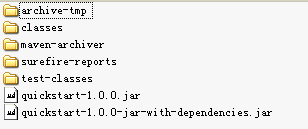 archive-tmp
classes
maven-archiver
surefire-reports
test-classes
quickstart-1.0.0.jar
quickstart-1.0.0-jar-with-dependencies.jar